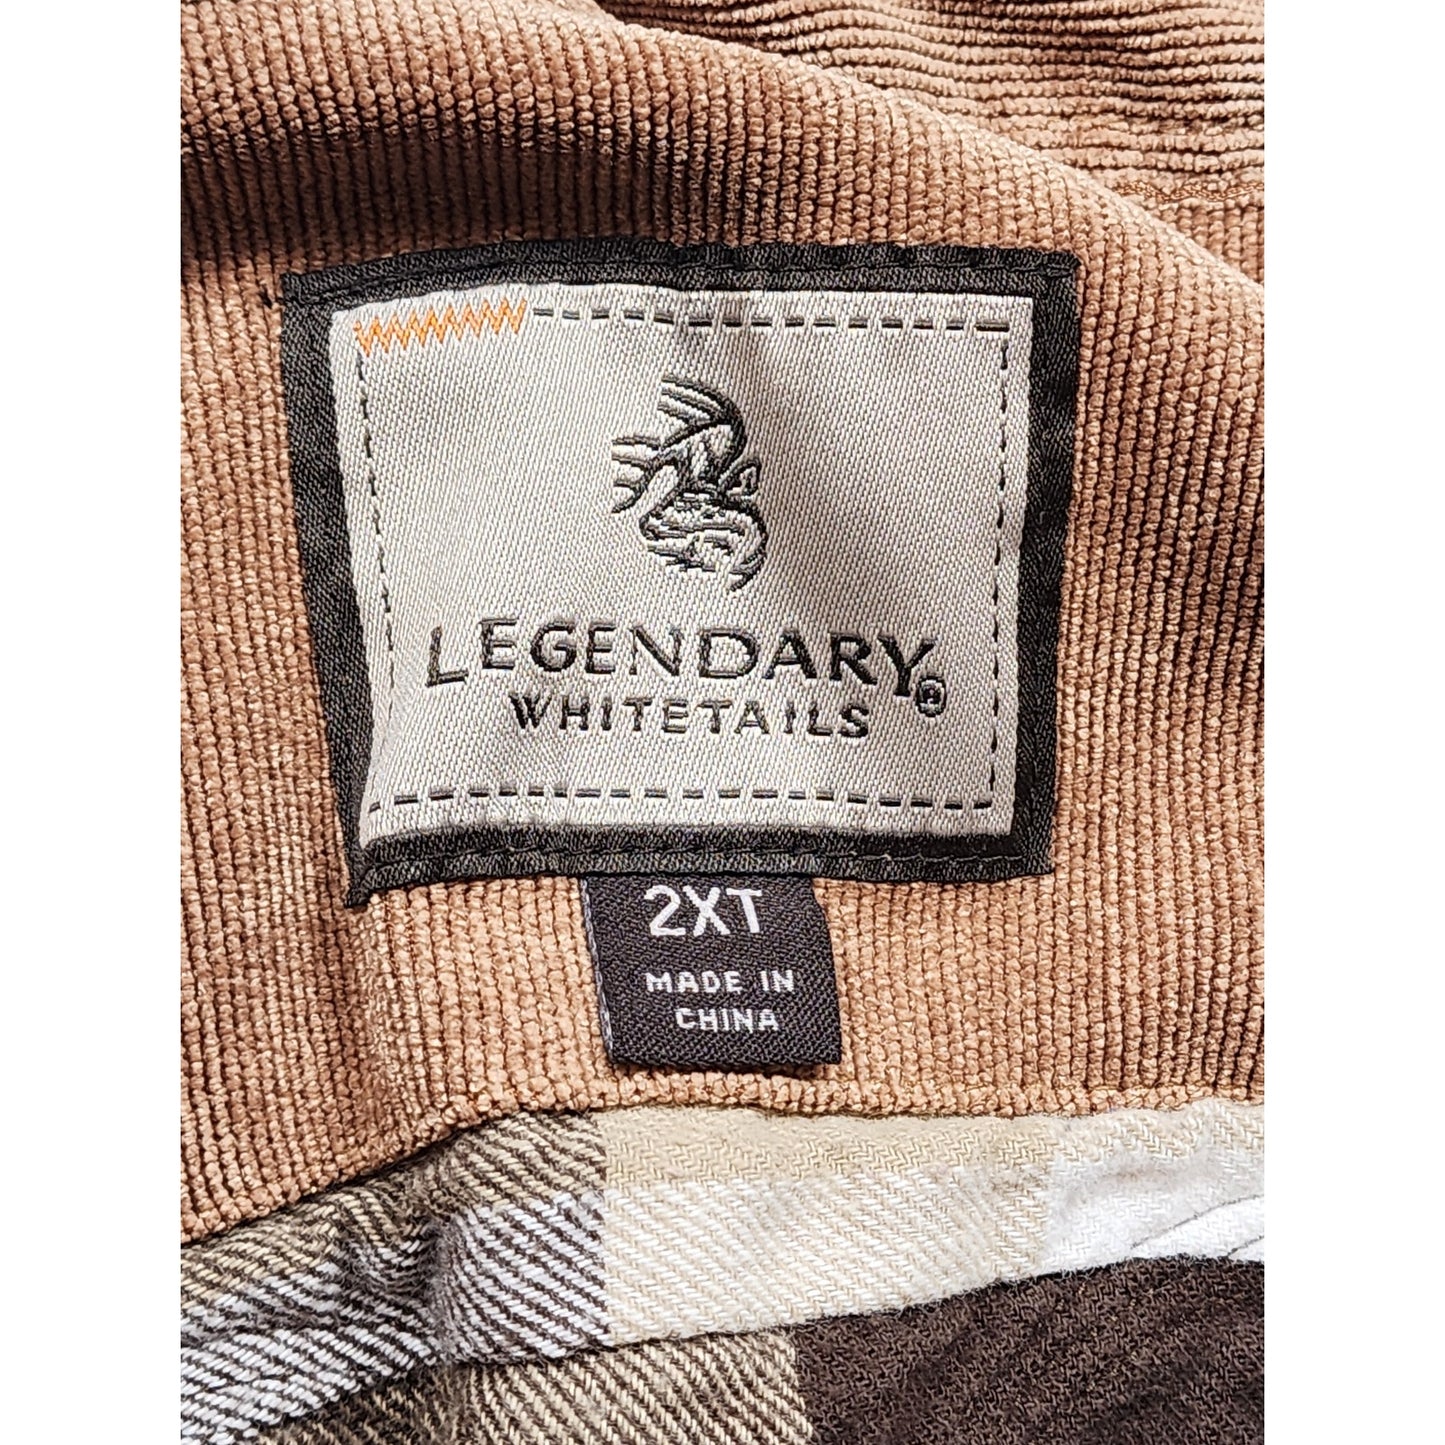 LEGENDARY®
WHITETAILS
2XT
MADE IN
CHINA